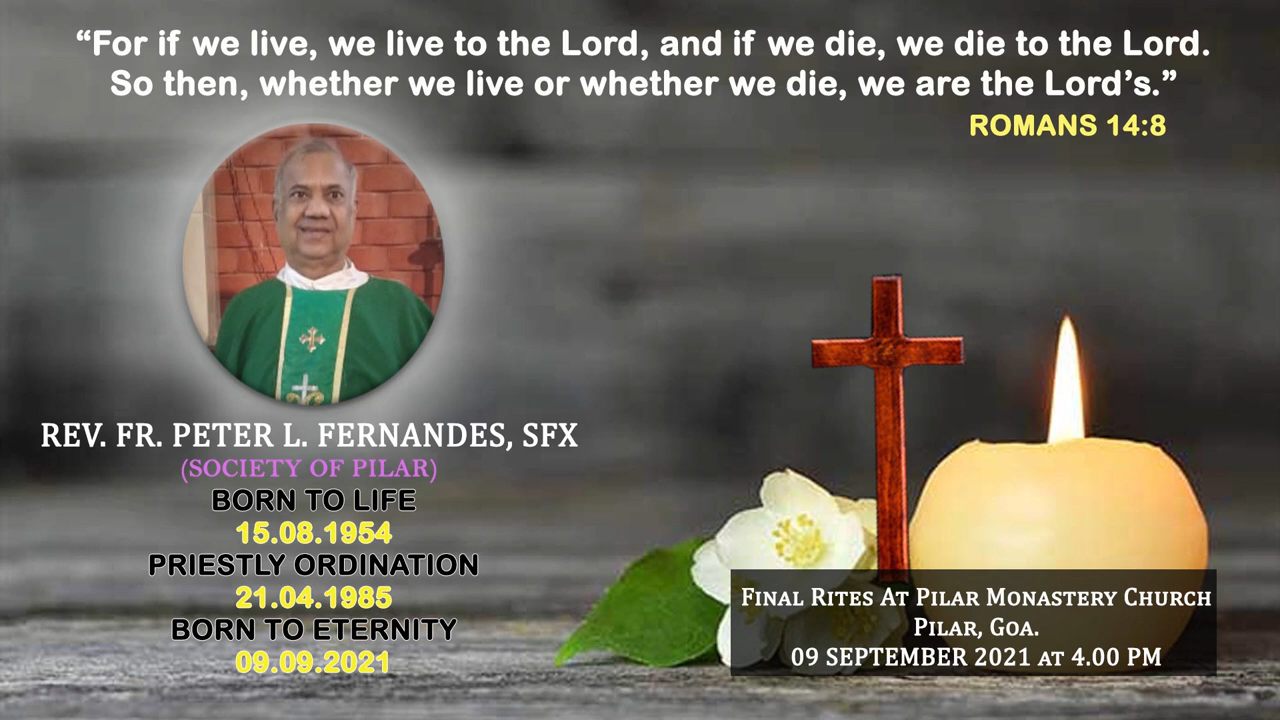 “For if we live, we live to the Lord, and if we die, we die to the Lord.
So then, whether we live or whether we die, we are the Lord’s.”
ROMANS 14:8
REV. FR. PETER L. FERNANDES, SFX
(SOCIETY OF PILAR)
BORN TO LIFE
15.08.1954
PRIESTLY ORDINATION
21.04.1985
BORN TO ETERNITY
09.09.2021
Final Rites At Pilar Monastery Church
Pilar, Goa.
09 SEPTEMBER 2021 at 4.00 PM